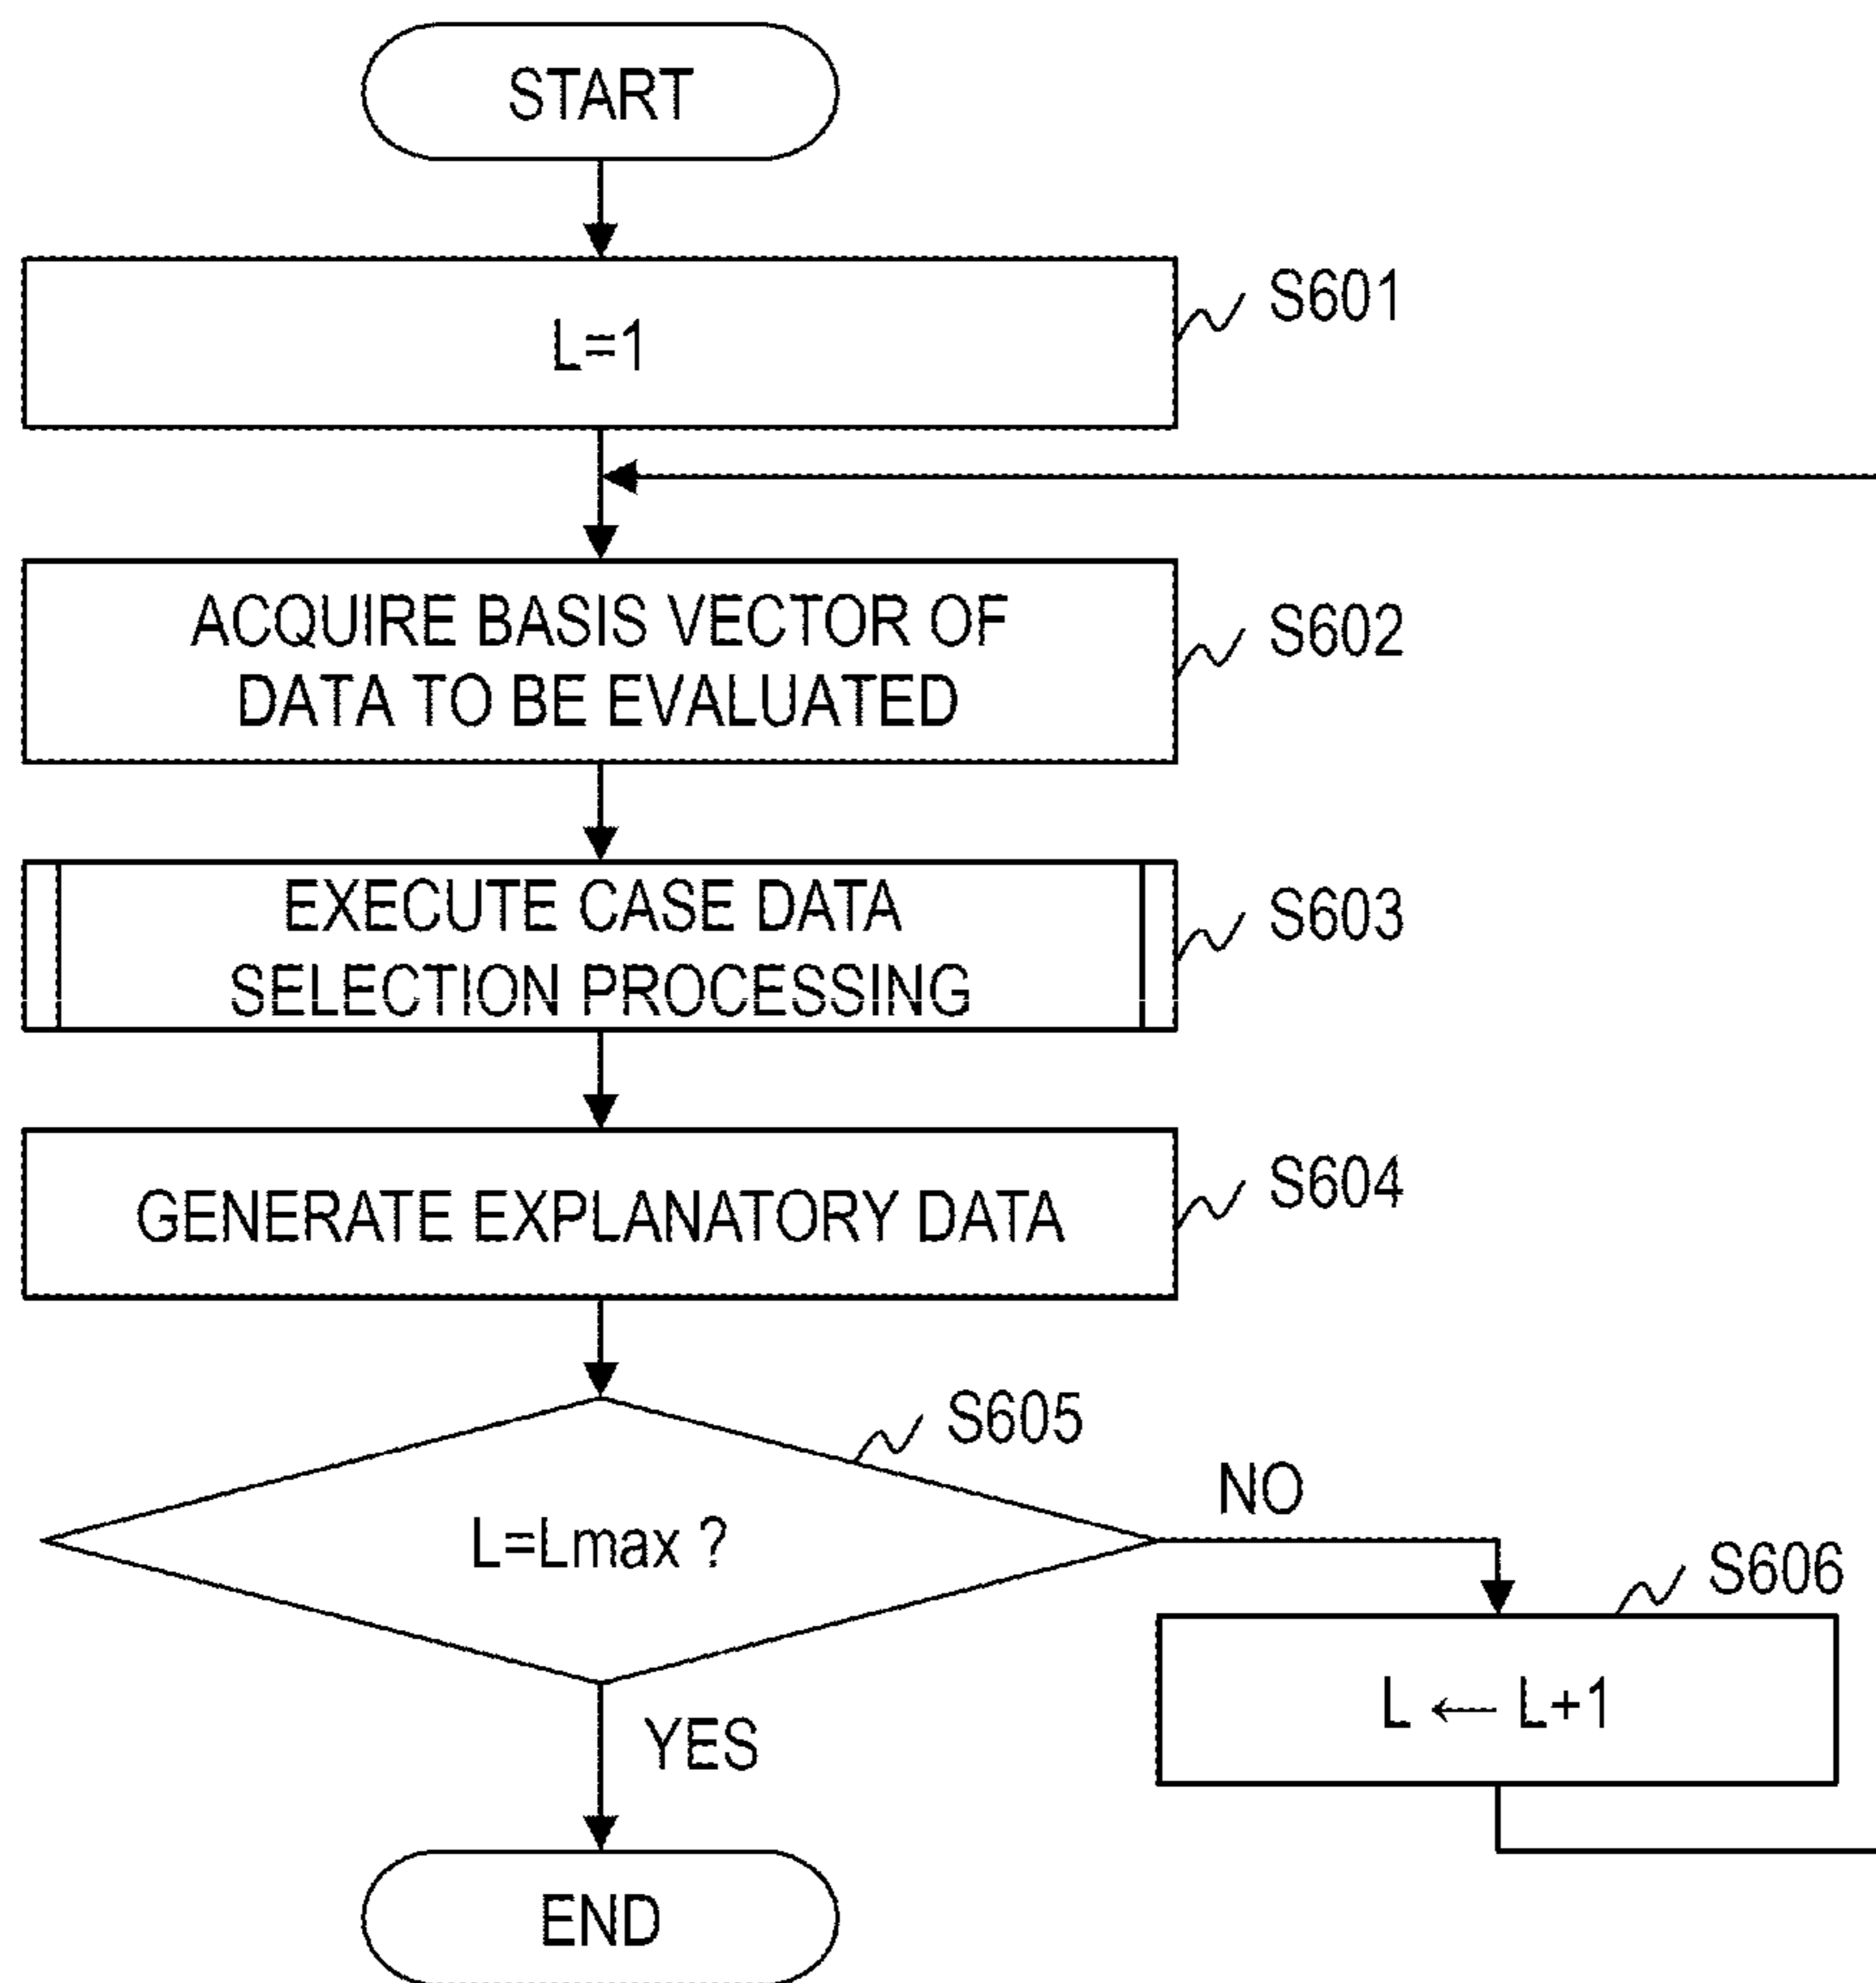 START
L=1
S601
ACQUIRE BASIS VECTOR OF
DATA TO BE EVALUATED
S602
EXECUTE CASE DATA
SELECTION PROCESSING
S603
GENERATE EXPLANATORY DATA
S604
S605
L=Lmax ?
NO
S606
L ← L+1
YES
END